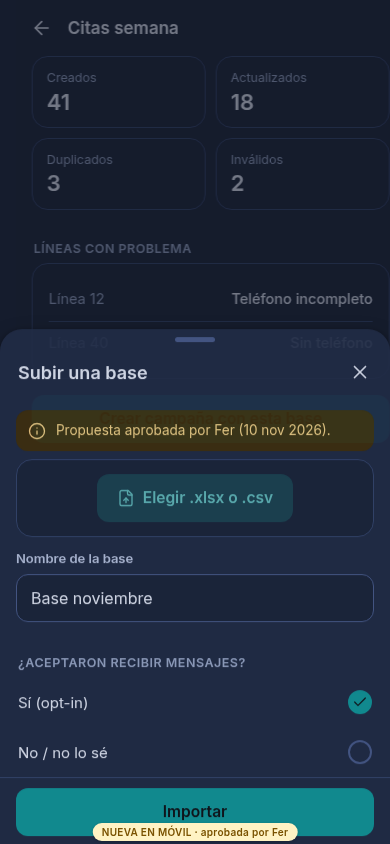 Citas semana
Creados
Actualizados
41
18
Duplicados
Inválidos
3
2
LÍNEAS CON PROBLEMA
Línea 12
Teléfono incompleto
Línea 40
Sin teléfono
Subir una base
Propuesta aprobada por Fer (10 nov 2026).
Elegir .xlsx o .csv
Nombre de la base
Base noviembre
¿ACEPTARON RECIBIR MENSAJES?
Sí (opt-in)
No / no lo sé
Importar
NUEVA EN MÓVIL · aprobada por Fer